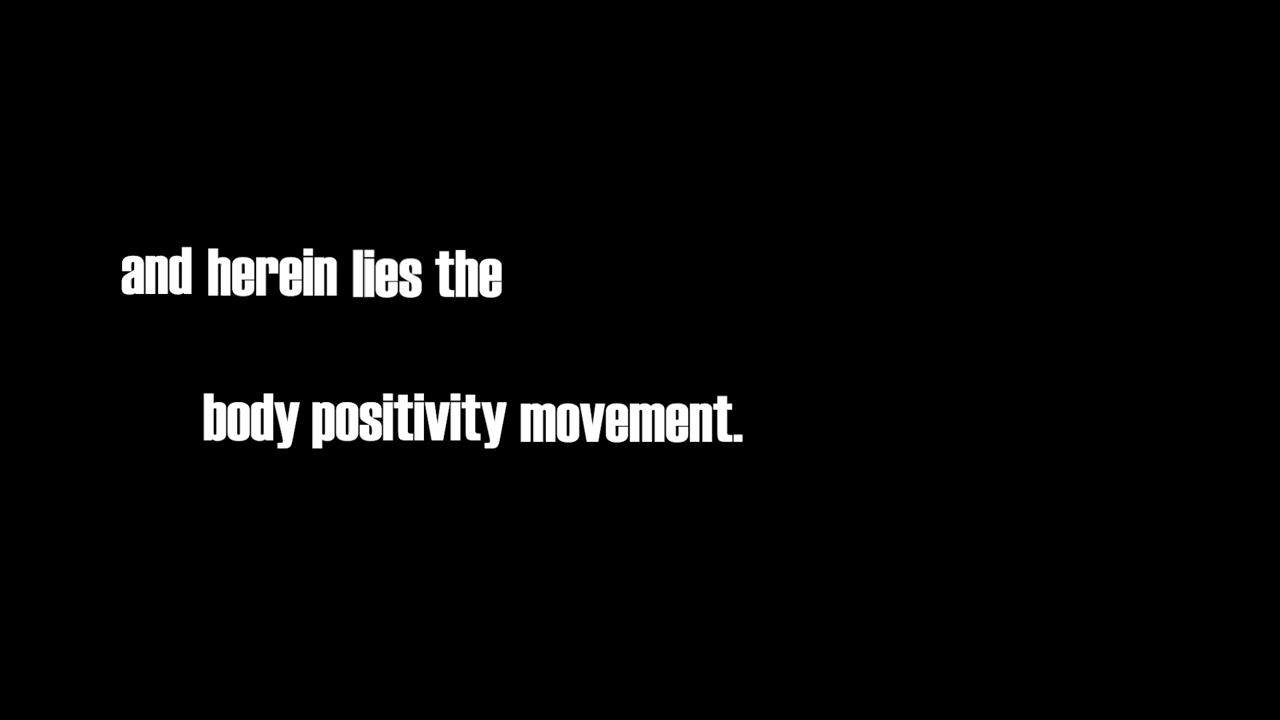 and herein lies the
body positivity movement.